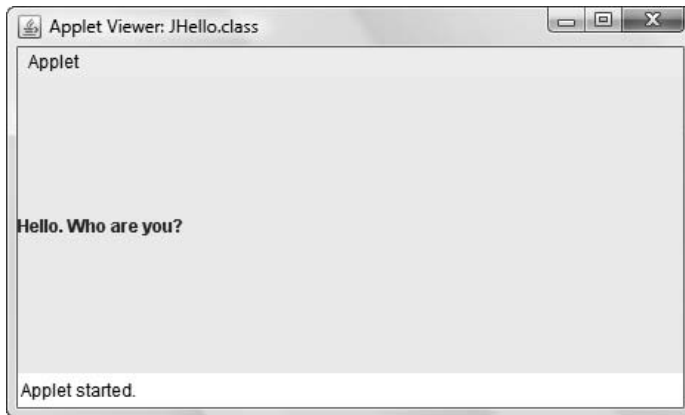 Applet Viewer: JHello.class
Applet
Hello. Who are you?
Applet started.